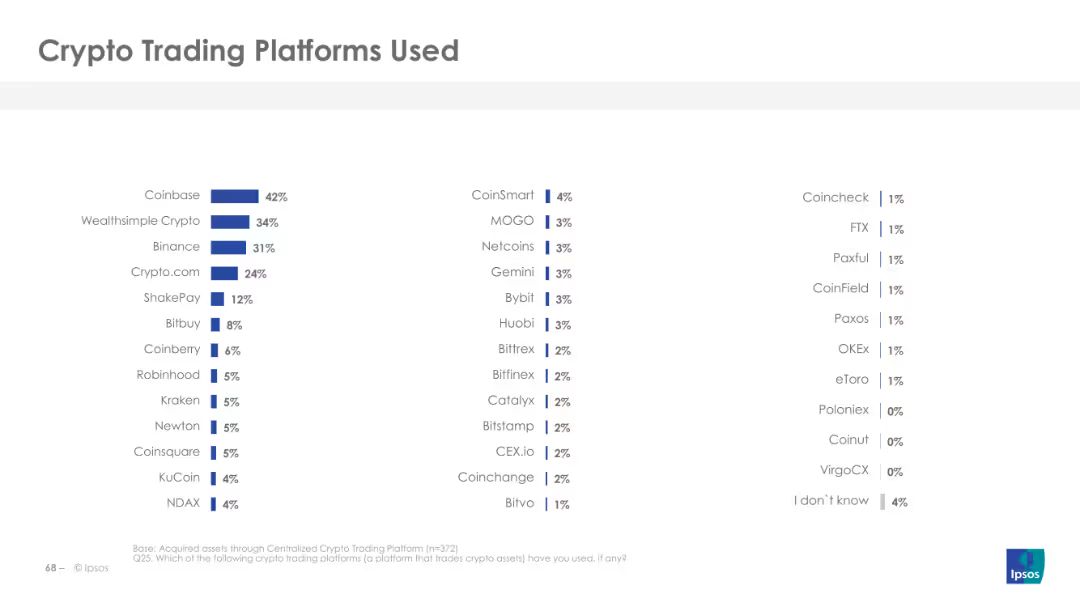 Crypto Trading Platforms Used
Coinbase 42%
Wealthsimple Crypto 34%
Binance 31%
Crypto.com 24%
ShakePay 12%
Bitbuy 8%
Coinberry 6%
Robinhood 5%
Kraken 5%
Newton 5%
Coinsquare 5%
KuCoin 4%
NDAX 4%
CoinSmart 4%
MOGO 3%
Netcoins 3%
Gemini 3%
Bybit 3%
Huobi 3%
Bittrex 2%
Bitfinex 2%
Catalyx 2%
Bitstamp 2%
CEX.io 2%
Coinchange 2%
Bitvo 1%
Coincheck 1%
FTX 1%
Paxful 1%
CoinField 1%
Paxos 1%
OKEx 1%
eToro 1%
Poloniex 0%
Coinut 0%
VirgoCX 0%
I don`t know 4%
Base: Acquired assets through Centralized Crypto Trading Platform (n=372)
Q25. Which of the following crypto trading platforms (a platform that trades crypto assets) have you used, if any?
68 – © Ipsos
Ipsos